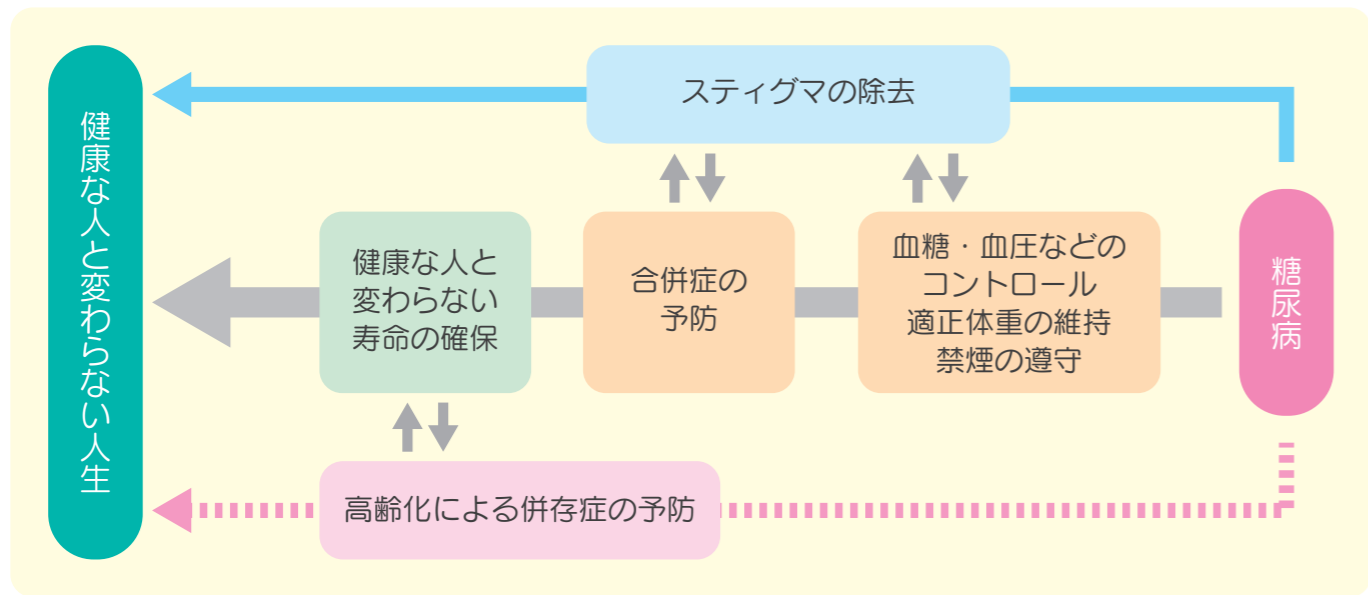 健康な人と変わらない人生
スティグマの除去
健康な人と
変わらない
寿命の確保
合併症の
予防
血糖・血圧などの
コントロール
適正体重の維持
禁煙の遵守
糖尿病
高齢化による併存症の予防